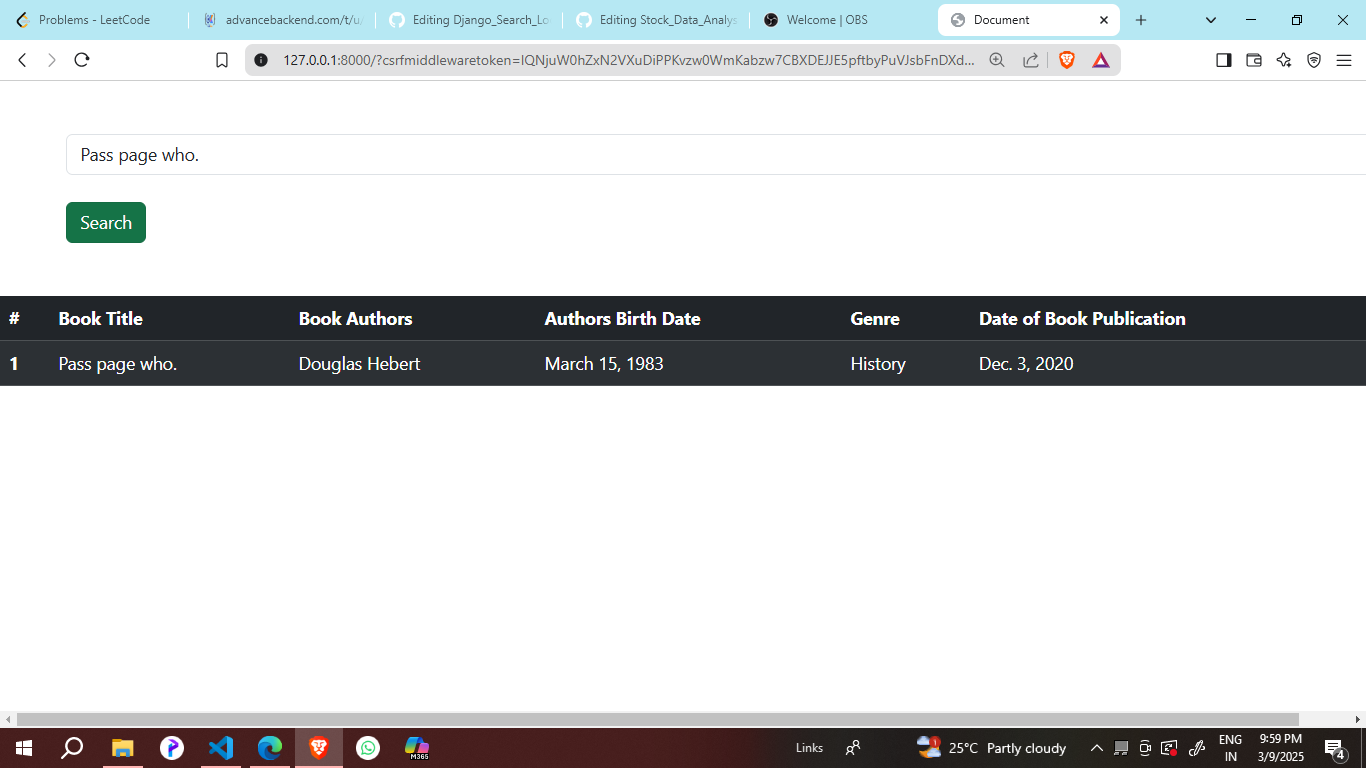 Problems - LeetCode
advancebackend.com/t/u/
Editing Django_Search_Lo
Editing Stock_Data_Analys
Welcome | OBS
Document
127.0.0.1:8000/?csrfmiddlewaretoken=IQNjuW0hZxN2VXuDiPPKvzw0WmKabzw7CBXDEJJE5pftbyPuVJsbFnDXd...
Pass page who.
Search
# Book Title Book Authors Authors Birth Date Genre Date of Book Publication
1 Pass page who. Douglas Hebert March 15, 1983 History Dec. 3, 2020
M365
Links
1
25°C Partly cloudy
ENG
IN
9:59 PM
3/9/2025
4